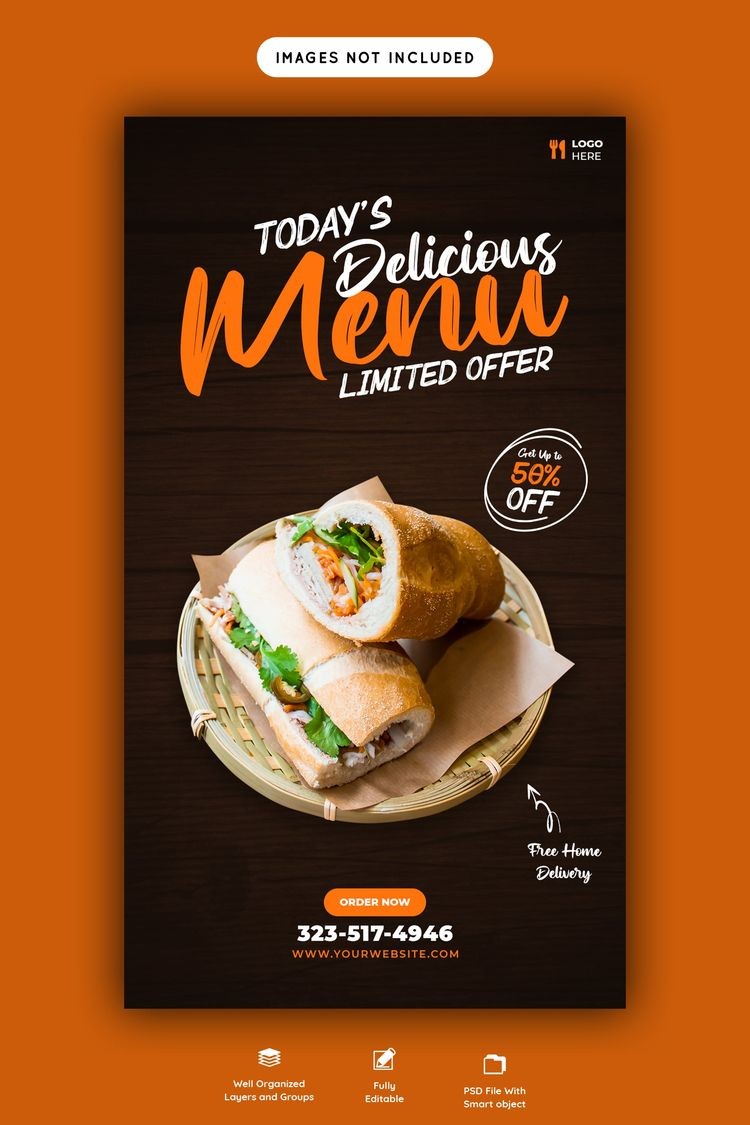 IMAGES NOT INCLUDED
LOGO
HERE
TODAY'S
Delicious
Menu
LIMITED OFFER
Get Up to
50%
OFF
Free Home
Delivery
ORDER NOW
323-517-4946
WWW.YOURWEBSITE.COM
Well Organized
Layers and Groups
Fully
Editable
PSD File With
Smart object